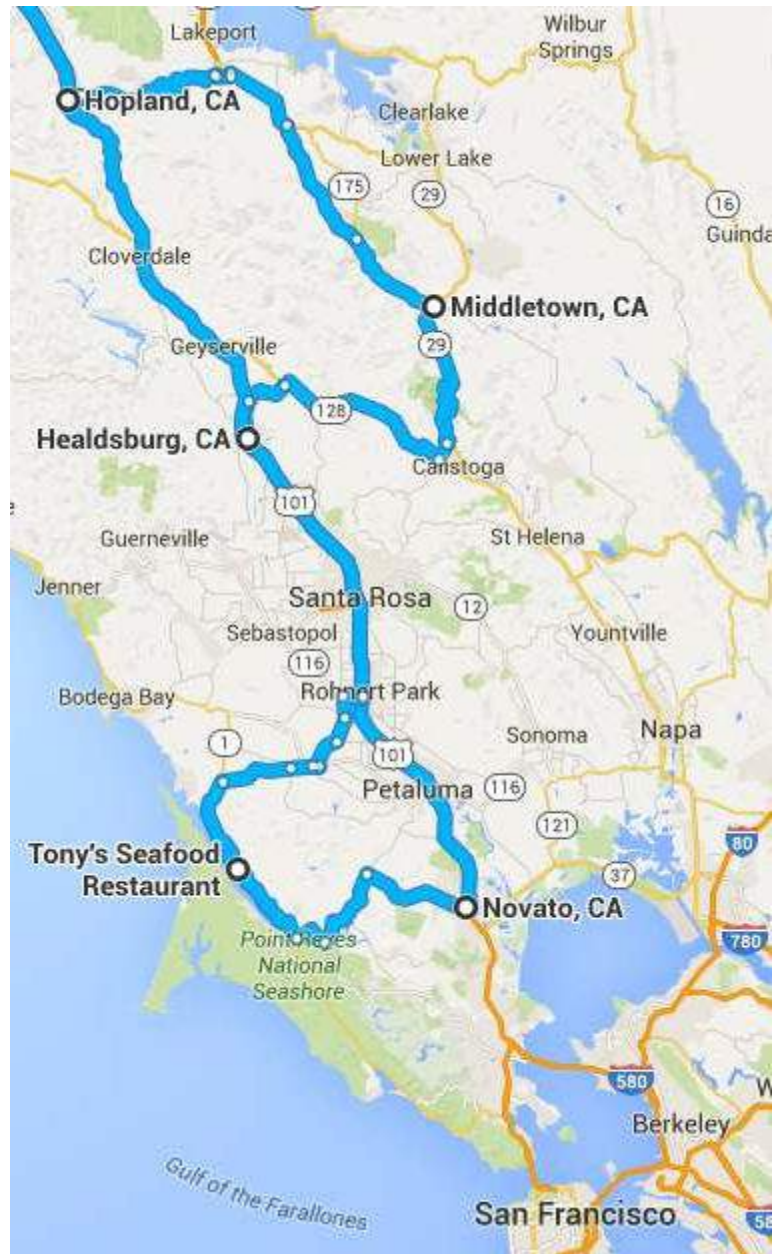 Wilbur
Springs
Lakeport
Hopland, CA
Clearlake
Lower Lake
175
29
16
Guinda
Cloverdale
Middletown, CA
Geyserville
29
128
Healdsburg, CA
Calistoga
101
Guerneville
St Helena
Jenner
Santa Rosa
12
Sebastopol
Yountville
116
Rohnert Park
Bodega Bay
Napa
1
Sonoma
101
Petaluma
116
121
80
Tony's Seafood
Restaurant
37
Novato, CA
780
Point Reyes
National
Seashore
580
W
Berkeley
Gulf of the Farallones
San Francisco
58